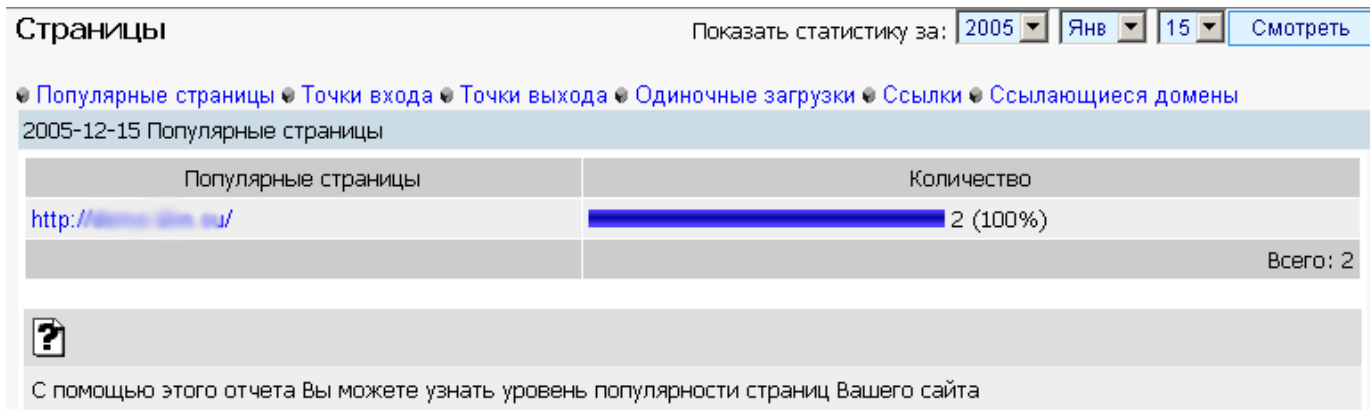 Страницы Показать статистику за: 2005 Янв 15 Смотреть
Популярные страницы Точки входа Точки выхода Одиночные загрузки Ссылки Ссылающиеся домены
2005-12-15 Популярные страницы
Популярные страницы Количество
http:// / 2 (100%)
Всего: 2
С помощью этого отчета Вы можете узнать уровень популярности страниц Вашего сайта